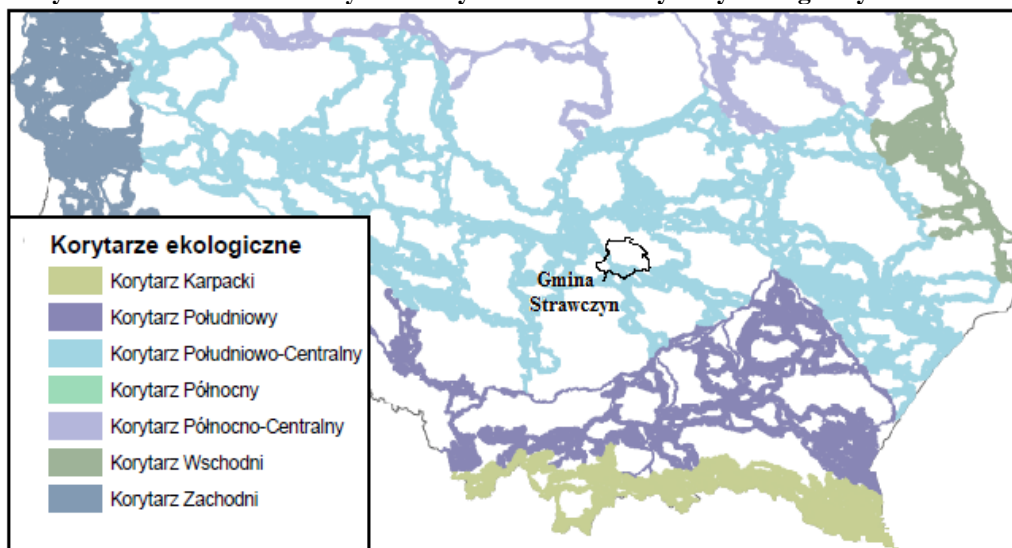 Korytarze ekologiczne
Korytarz Karpacki
Korytarz Południowy
Korytarz Południowo-Centralny
Korytarz Północny
Korytarz Północno-Centralny
Korytarz Wschodni
Korytarz Zachodni
Gmina
Strawczyn